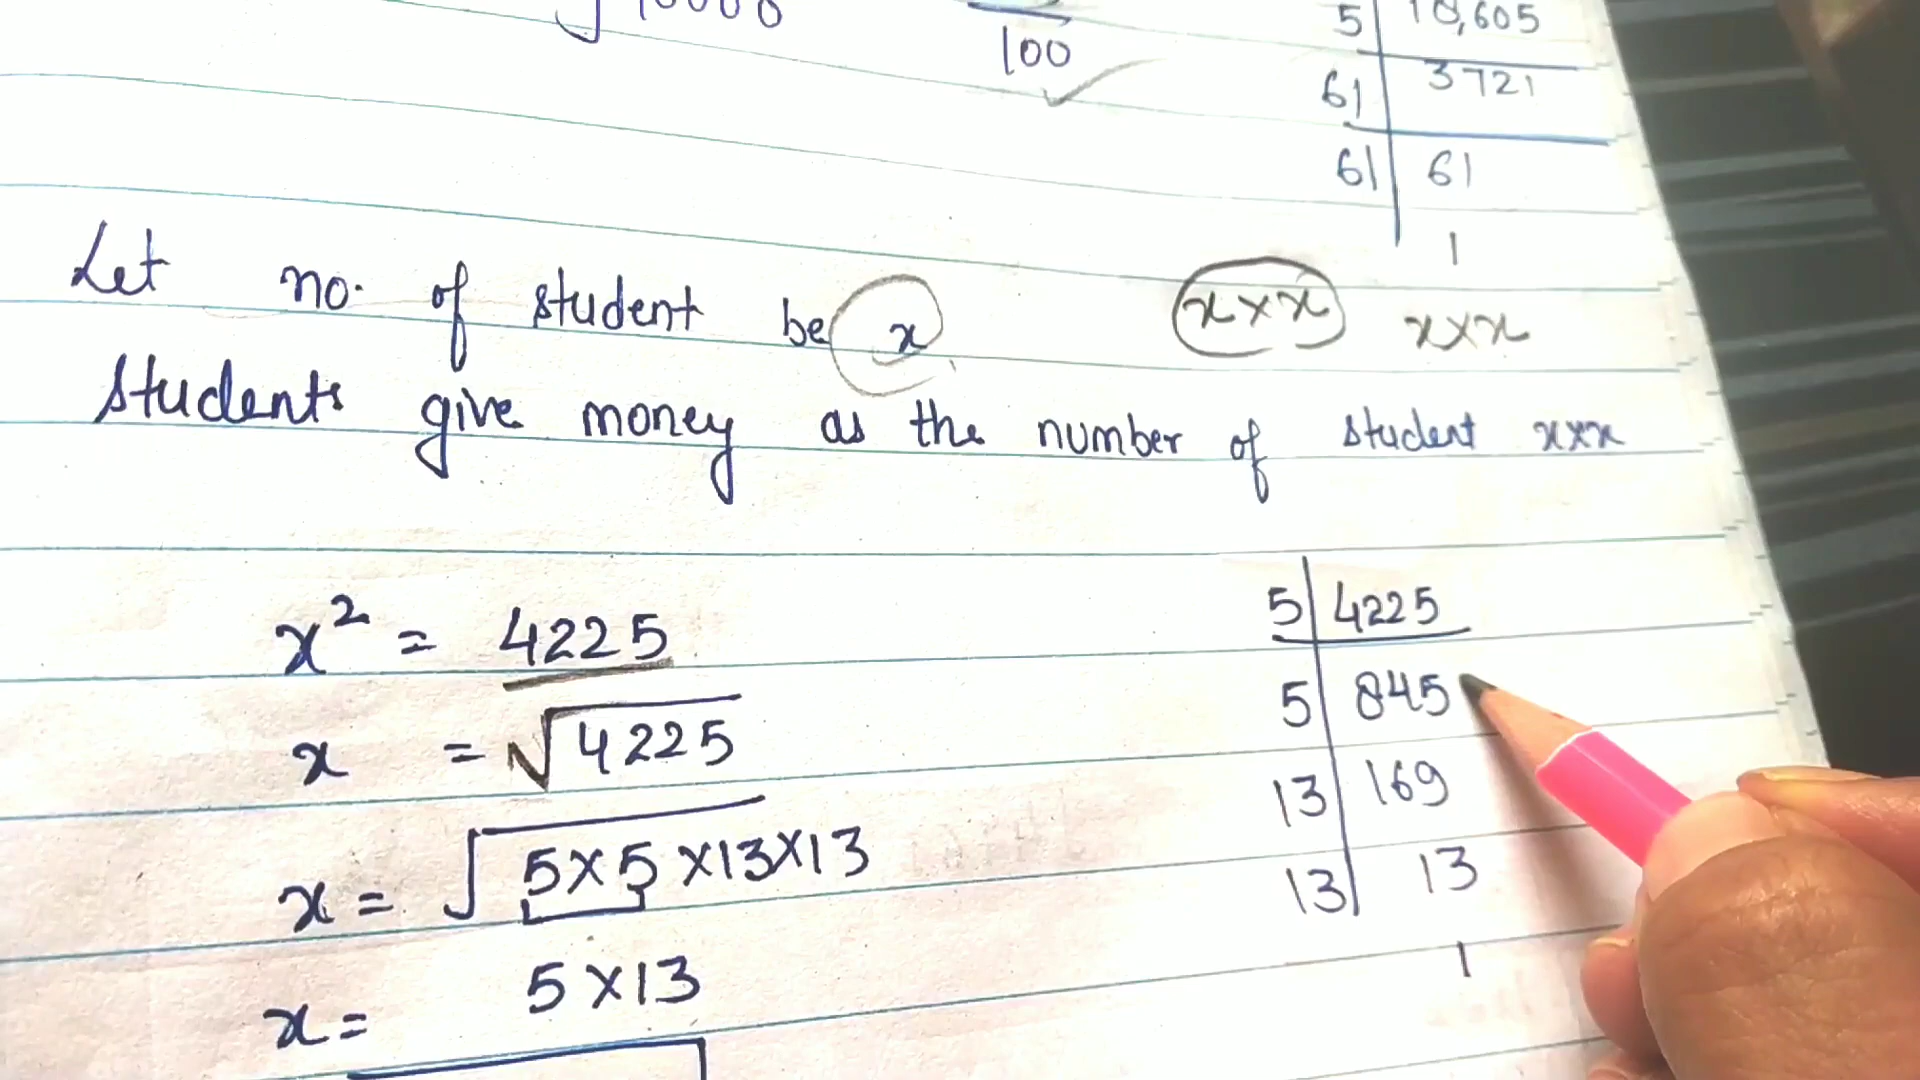 √10000
100
5 | 18,605
61 | 3721
61 | 61
1
Let no. of student be x
x×x x×x
Students give money as the number of student x×x
x² = 4225
x = √4225
x = √5×5×13×13
x = 5×13
5 | 4225
5 | 845
13 | 169
13 | 13
1